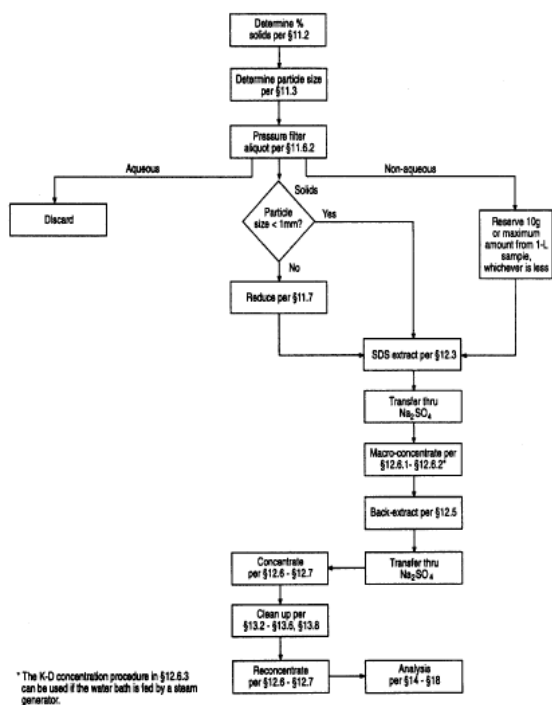 Determine %
solids per §11.2
Determine particle size
per §11.3
Pressure filter
aliquot per §11.6.2
Aqueous
Non-aqueous
Solids
Discard
Particle
size < 1mm?
Yes
No
Reserve 10g
or maximum
amount from 1-L
sample,
whichever is less
Reduce per §11.7
SDS extract per §12.3
Transfer thru
Na₂SO₄
Macro-concentrate per
§12.6.1- §12.6.2*
Back-extract per §12.5
Transfer thru
Na₂SO₄
Concentrate
per §12.6 - §12.7
Clean up per
§13.2 - §13.6, §13.8
Reconcentrate
per §12.6 - §12.7
Analysis
per §14 - §18
* The K-D concentration procedure in §12.6.3
can be used if the water bath is fed by a steam
generator.